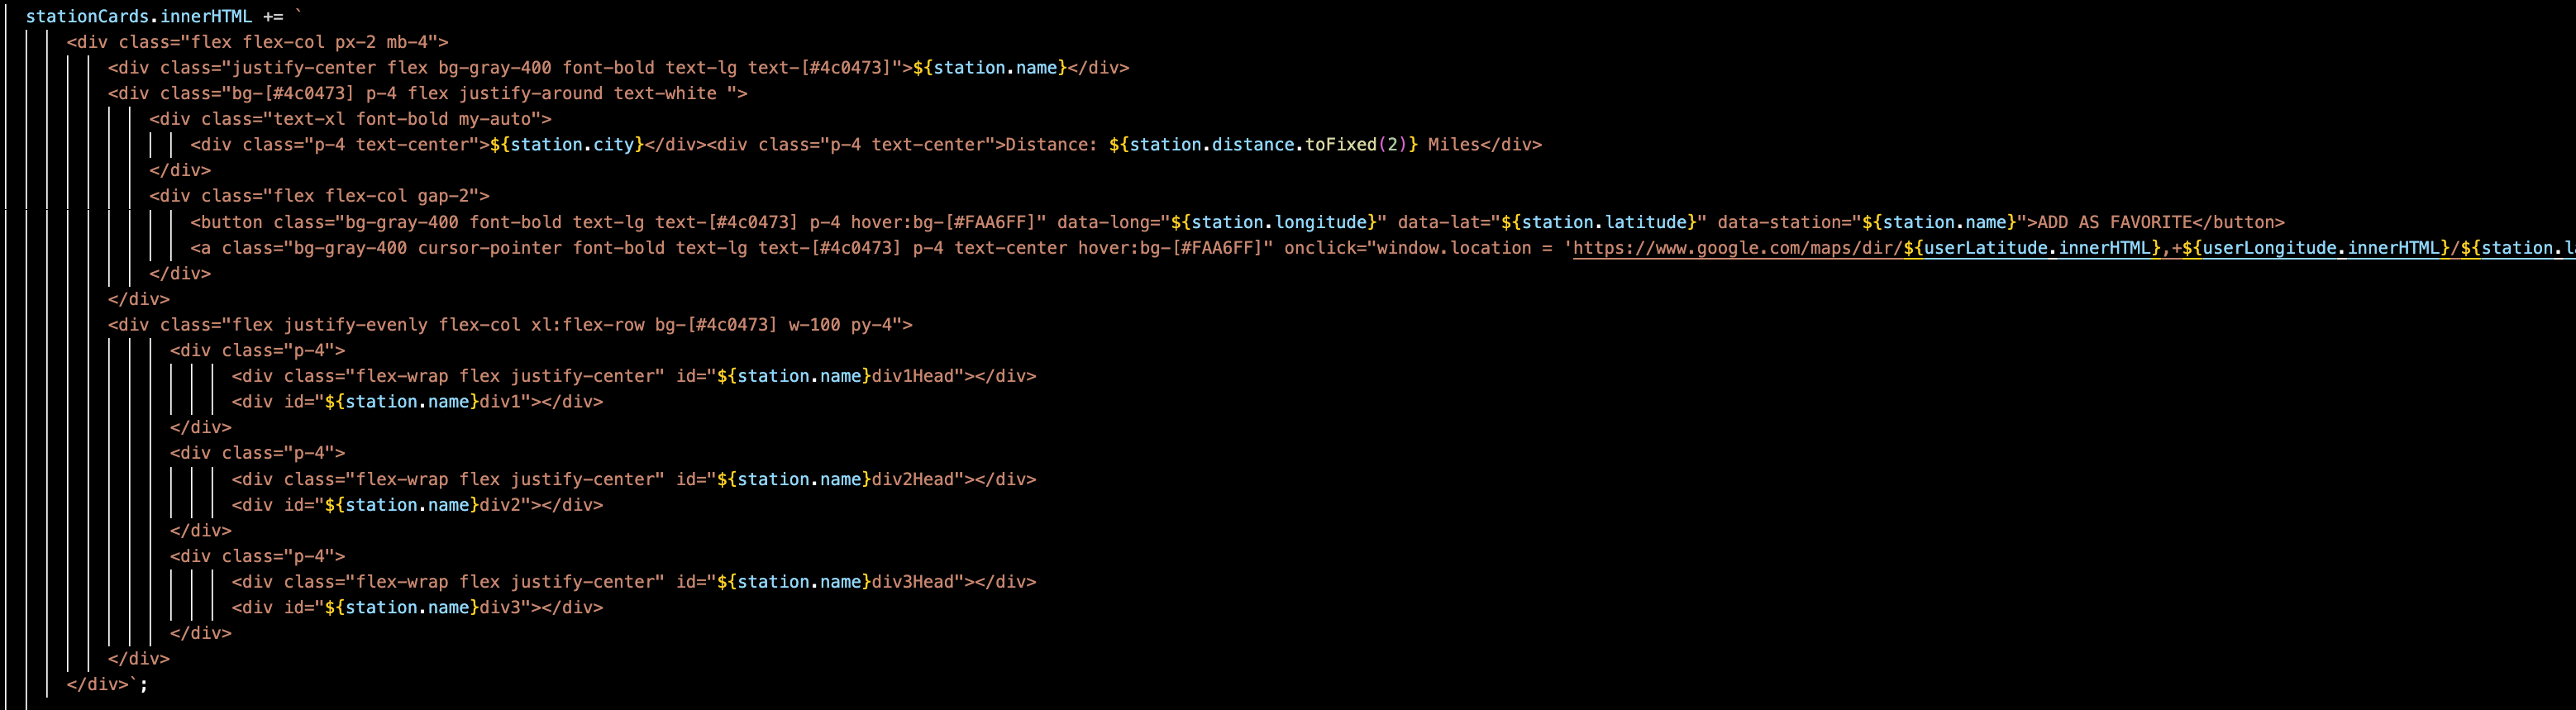 stationCards.innerHTML += `
<div class="flex flex-col px-2 mb-4">
<div class="justify-center flex bg-gray-400 font-bold text-lg text-[#4c0473]">${station.name}</div>
<div class="bg-[#4c0473] p-4 flex justify-around text-white ">
<div class="text-xl font-bold my-auto">
<div class="p-4 text-center">${station.city}</div><div class="p-4 text-center">Distance: ${station.distance.toFixed(2)} Miles</div>
</div>
<div class="flex flex-col gap-2">
<button class="bg-gray-400 font-bold text-lg text-[#4c0473] p-4 hover:bg-[#FAA6FF]" data-long="${station.longitude}" data-lat="${station.latitude}" data-station="${station.name}">ADD AS FAVORITE</button>
<a class="bg-gray-400 cursor-pointer font-bold text-lg text-[#4c0473] p-4 text-center hover:bg-[#FAA6FF]" onclick="window.location = 'https://www.google.com/maps/dir/${userLatitude.innerHTML},+${userLongitude.innerHTML}/${station.l
</div>
</div>
<div class="flex justify-evenly flex-col xl:flex-row bg-[#4c0473] w-100 py-4">
<div class="p-4">
<div class="flex-wrap flex justify-center" id="${station.name}div1Head"></div>
<div id="${station.name}div1"></div>
</div>
<div class="p-4">
<div class="flex-wrap flex justify-center" id="${station.name}div2Head"></div>
<div id="${station.name}div2"></div>
</div>
<div class="p-4">
<div class="flex-wrap flex justify-center" id="${station.name}div3Head"></div>
<div id="${station.name}div3"></div>
</div>
</div>
</div>`;